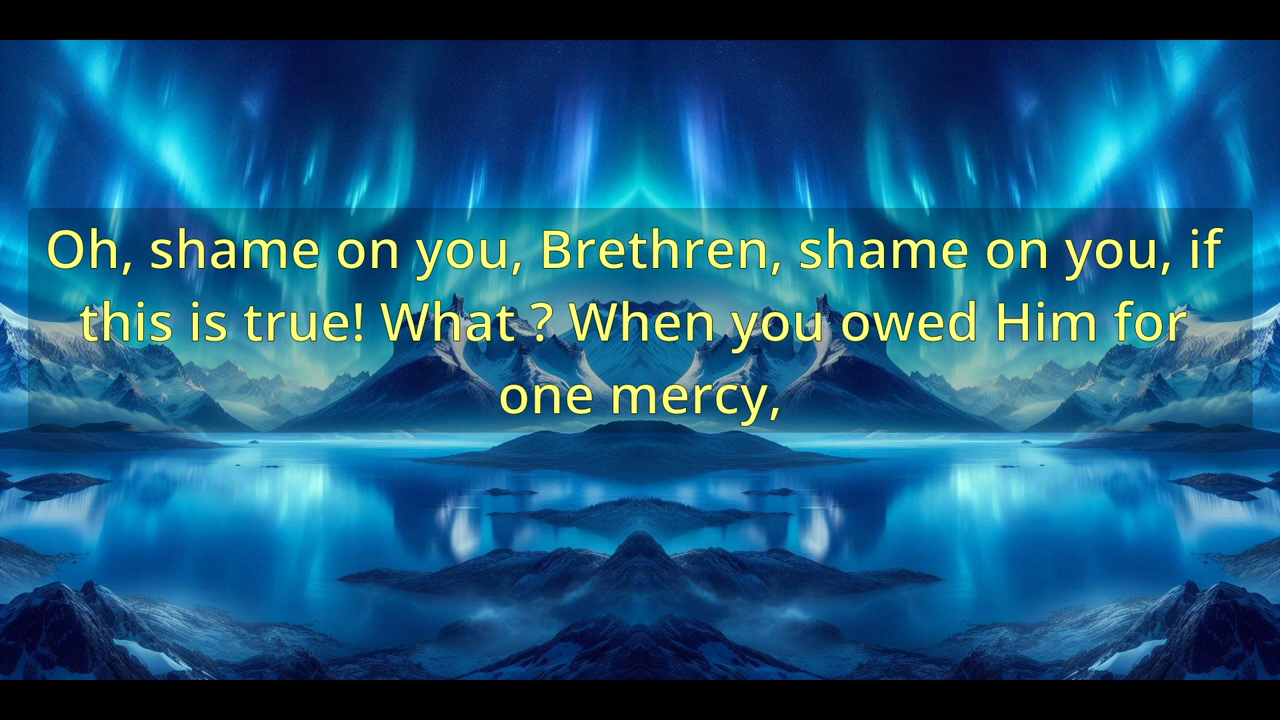 Oh, shame on you, Brethren, shame on you, if
this is true! What ? When you owed Him for
one mercy,